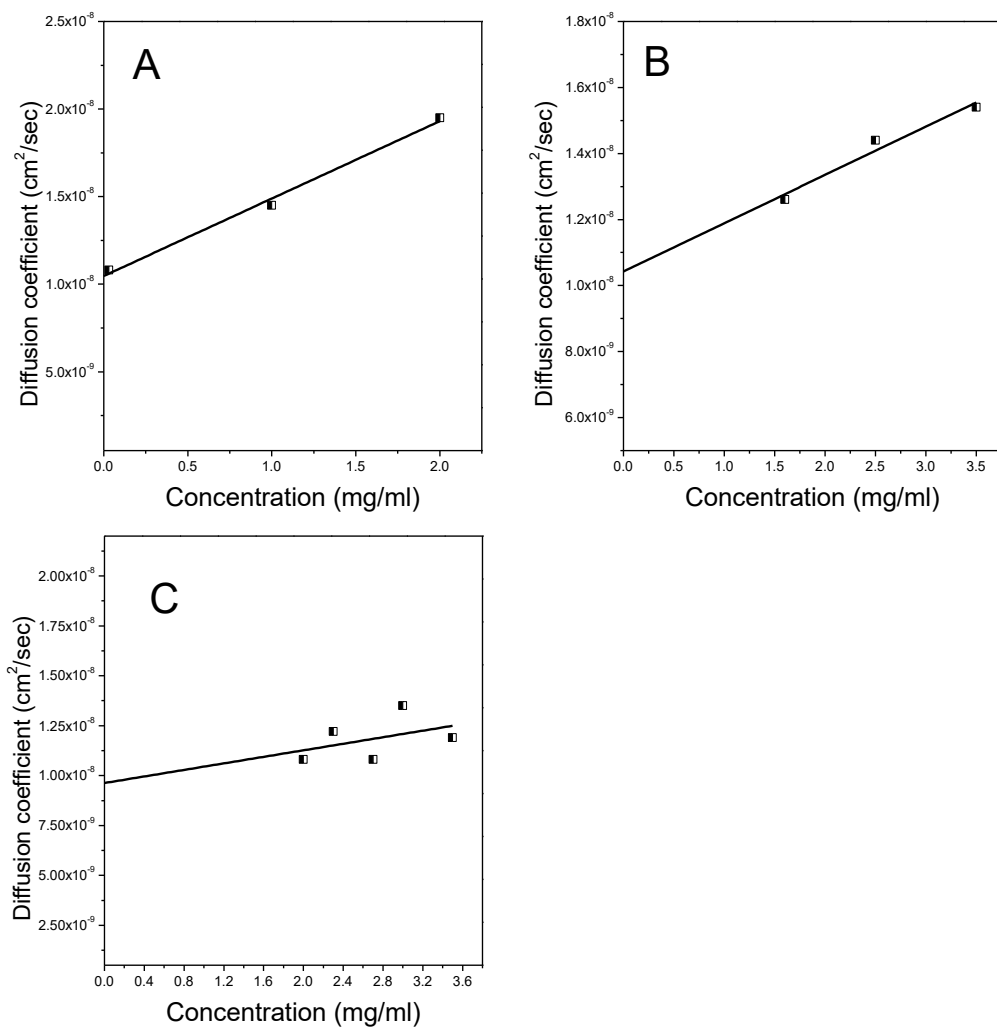 A
Diffusion coefficient (cm²/sec)
2.5x10⁻⁸
2.0x10⁻⁸
1.5x10⁻⁸
1.0x10⁻⁸
5.0x10⁻⁹
0.0 0.5 1.0 1.5 2.0
Concentration (mg/ml)
B
Diffusion coefficient (cm²/sec)
1.8x10⁻⁸
1.6x10⁻⁸
1.4x10⁻⁸
1.2x10⁻⁸
1.0x10⁻⁸
8.0x10⁻⁹
6.0x10⁻⁹
0.0 0.5 1.0 1.5 2.0 2.5 3.0 3.5
Concentration (mg/ml)
C
Diffusion coefficient (cm²/sec)
2.00x10⁻⁸
1.75x10⁻⁸
1.50x10⁻⁸
1.25x10⁻⁸
1.00x10⁻⁸
7.50x10⁻⁹
5.00x10⁻⁹
2.50x10⁻⁹
0.0 0.4 0.8 1.2 1.6 2.0 2.4 2.8 3.2 3.6
Concentration (mg/ml)